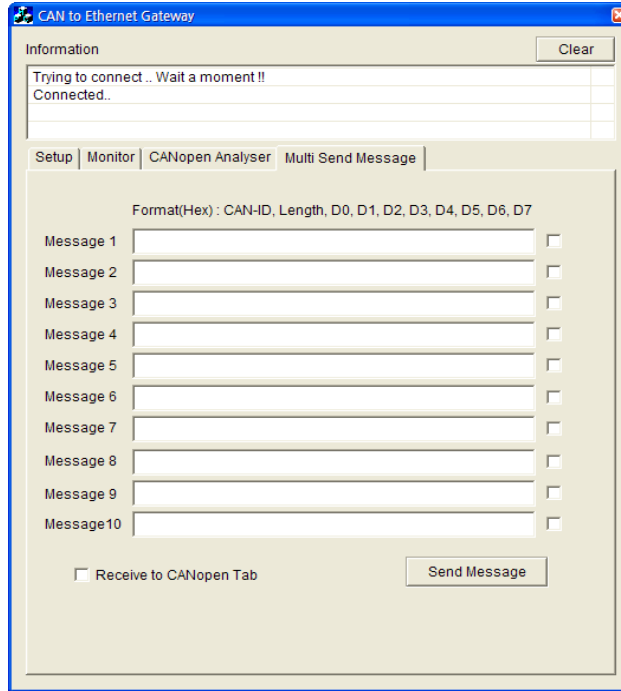 CAN to Ethernet Gateway
Information
Clear
Trying to connect .. Wait a moment !!
Connected..
Setup
Monitor
CANopen Analyser
Multi Send Message
Format(Hex) : CAN-ID, Length, D0, D1, D2, D3, D4, D5, D6, D7
Message 1
Message 2
Message 3
Message 4
Message 5
Message 6
Message 7
Message 8
Message 9
Message10
Receive to CANopen Tab
Send Message